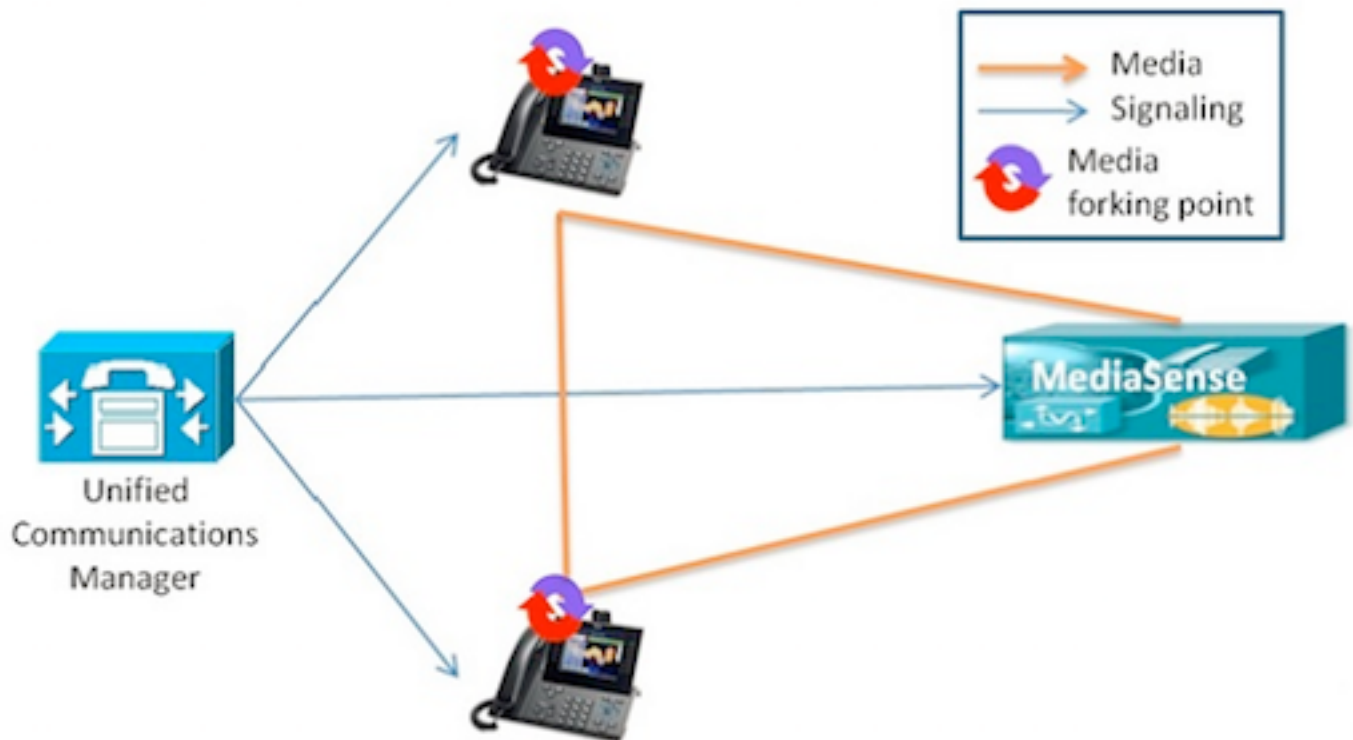 Media
Signaling
Media
forking point
MediaSense
Unified
Communications
Manager